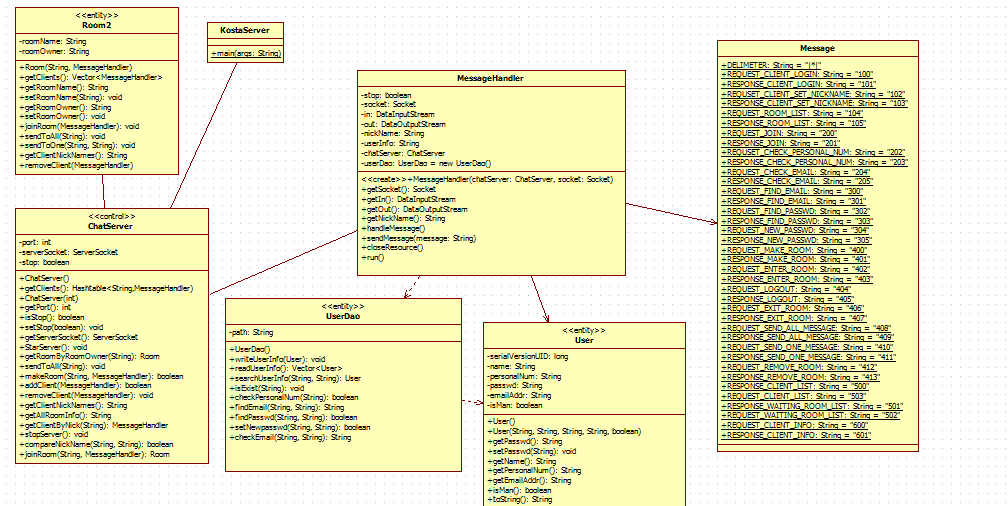 <<entity>>
Room2
-roomName: String
-roomOwner: String
+Room(String, MessageHandler)
+getClients(): Vector<MessageHandler>
+getRoomName(): String
+setRoomName(String): void
+getRoomOwner(): String
+setRoomOwner(): void
+joinRoom(MessageHandler): void
+sendToAll(String): void
+sendToOne(String, String): void
+getClientNickNames(): String
+removeClient(MessageHandler)
KostaServer
+main(args: String)
<<control>>
ChatServer
-port: int
-serverSocket: ServerSocket
-stop: boolean
+ChatServer()
+getClients(): Hashtable<String,MessageHandler>
+ChatServer(int)
+getPort(): int
+isStop(): boolean
+setStop(boolean): void
+getServerSocket(): ServerSocket
+StarServer(): void
+getRoomByRoomOwner(String): Room
+sendToAll(String): void
+makeRoom(String, MessageHandler): boolean
+addClient(MessageHandler): boolean
+removeClient(MessageHandler): void
+getClientNickNames(): String
+getAllRoomInfo(): String
+getClientByNick(String): MessageHandler
+stopServer(): void
+compareNickName(String, String): boolean
+joinRoom(String, MessageHandler): Room
MessageHandler
-stop: boolean
-socket: Socket
-in: DataInputStream
-out: DataOutputStream
-nickName: String
-userInfo: String
-chatServer: ChatServer
-userDao: UserDao = new UserDao()
<<create>>+MessageHandler(chatServer: ChatServer, socket: Socket)
+getSocket(): Socket
+getIn(): DataInputStream
+getOut(): DataOutputStream
+getNickName(): String
+handleMessage()
+sendMessage(message: String)
+closeResource()
+run()
<<entity>>
UserDao
-path: String
+UserDao()
+writeUserInfo(User): void
+readUserInfo(): Vector<User>
+searchUserInfo(String, String): User
+isExist(String): void
+checkPersonalNum(String): boolean
+findEmail(String, String): String
+findPasswd(String, String): boolean
+setNewpasswd(String, String): boolean
+checkEmail(String, String): String
<<entity>>
User
-serialVersionUID: long
-name: String
-personalNum: String
-passwd: String
-emailAddr: String
-isMan: boolean
+User()
+User(String, String, String, String, boolean)
+getPasswd(): String
+setPasswd(String): void
+getName(): String
+getPersonalNum(): String
+getEmailAddr(): String
+isMan(): boolean
+toString(): String
Message
+DELIMETER: String = "|*|"
+REQUEST_CLIENT_LOGIN: String = "100"
+RESPONSE_CLIENT_LOGIN: String = "101"
+REQUSET_CLIENT_SET_NICKNAME: String = "102"
+RESPONSE_CLIENT_SET_NICKNAME: String = "103"
+REQUEST_ROOM_LIST: String = "104"
+RESPONSE_ROOM_LIST: String = "105"
+REQUEST_JOIN: String = "200"
+RESPONSE_JOIN: String = "201"
+REQUSET_CHECK_PERSONAL_NUM: String = "202"
+RESPONSE_CHECK_PERSONAL_NUM: String = "203"
+REQUEST_CHECK_EMAIL: String = "204"
+RESPONSE_CHECK_EMAIL: String = "205"
+REQUEST_FIND_EMAIL: String = "300"
+RESPONSE_FIND_EMAIL: String = "301"
+REQUEST_FIND_PASSWD: String = "302"
+RESPONSE_FIND_PASSWD: String = "303"
+REQUEST_NEW_PASSWD: String = "304"
+RESPONSE_NEW_PASSWD: String = "305"
+REQUEST_MAKE_ROOM: String = "400"
+RESPONSE_MAKE_ROOM: String = "401"
+REQUEST_ENTER_ROOM: String = "402"
+RESPONSE_ENTER_ROOM: String = "403"
+REQUEST_LOGOUT: String = "404"
+RESPONSE_LOGOUT: String = "405"
+REQUEST_EXIT_ROOM: String = "406"
+RESPONSE_EXIT_ROOM: String = "407"
+REQUEST_SEND_ALL_MESSAGE: String = "408"
+RESPONSE_SEND_ALL_MESSAGE: String = "409"
+REQUEST_SEND_ONE_MESSAGE: String = "410"
+RESPONSE_SEND_ONE_MESSAGE: String = "411"
+REQUEST_REMOVE_ROOM: String = "412"
+RESPONSE_REMOVE_ROOM: String = "413"
+RESPONSE_CLIENT_LIST: String = "500"
+REQUEST_CLIENT_LIST: String = "503"
+RESPONSE_WAITING_ROOM_LIST: String = "501"
+REQUEST_WAITING_ROOM_LIST: String = "502"
+REQUEST_CLIENT_INFO: String = "600"
+RESPONSE_CLIENT_INFO: String = "601"